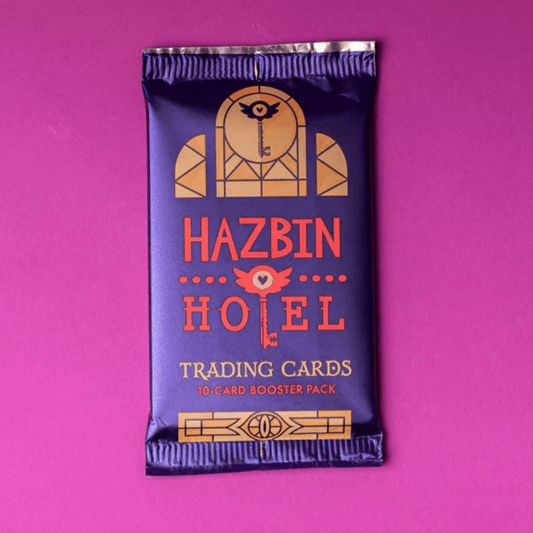 HAZBIN
HOTEL
TRADING CARDS
10-CARD BOOSTER PACK